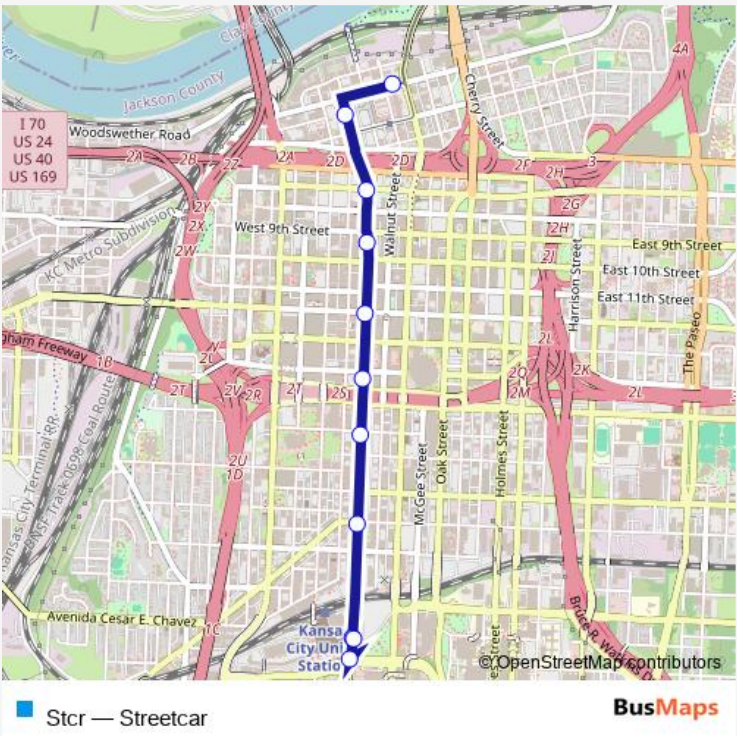 Clay County
4A
Jackson County
Cherry Street
I 70
US 24
US 40
US 169
Woodswether Road
2A
2B
2Z
2A
2D
2D
2F
3
2H
2Y
2X
2W
KC Metro Subdivision
West 9th Street
Walnut Street
2G
2H
2J
Harrison Street
East 9th Street
East 10th Street
East 11th Street
The Paseo
gham Freeway
1B
2T
2U
2V
2R
2T
2S
2L
2Q
2M
2K
2L
Kansas City Terminal RR
BNSF Track 0698 Coal Route
2U
1D
McGee Street
Oak Street
Holmes Street
Avenida Cesar E. Chavez
1C
Kansa
City Uni
Statio
es Street
Bruce R. Watkins D
© OpenStreetMap contributors
Stcr — Streetcar
BusMaps